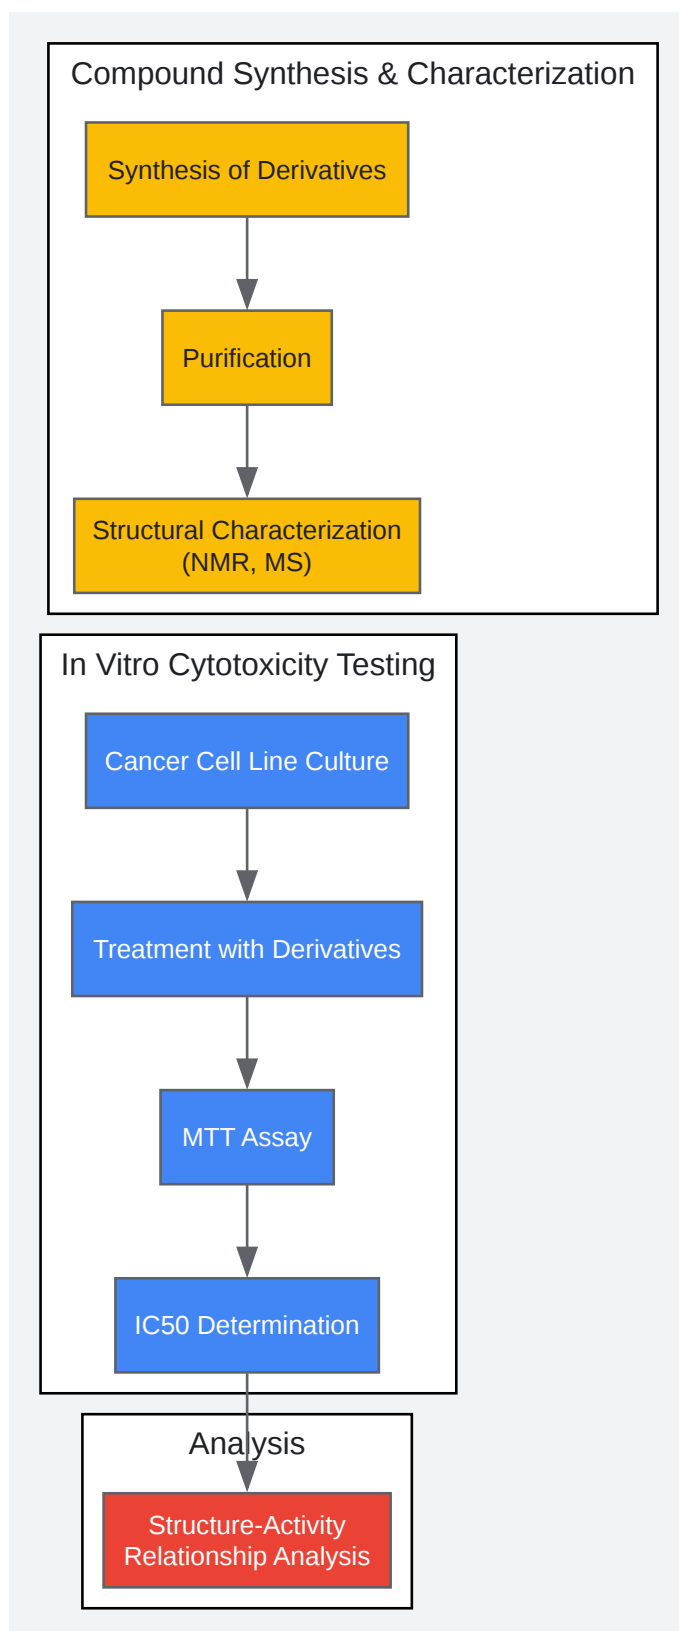 Compound Synthesis & Characterization
Synthesis of Derivatives
Purification
Structural Characterization
(NMR, MS)
In Vitro Cytotoxicity Testing
Cancer Cell Line Culture
Treatment with Derivatives
MTT Assay
IC50 Determination
Analysis
Structure-Activity
Relationship Analysis